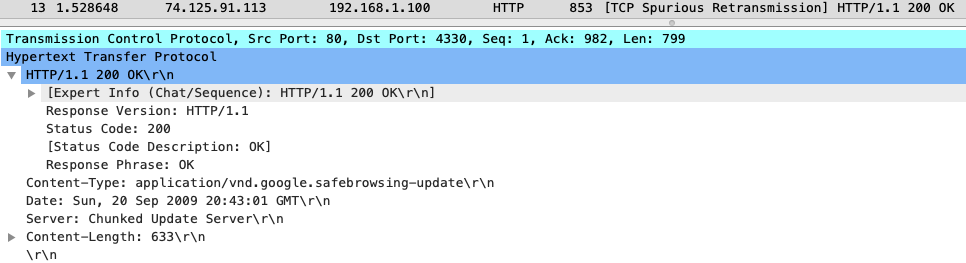 13 1.528648 74.125.91.113 192.168.1.100 HTTP 853 [TCP Spurious Retransmission] HTTP/1.1 200 OK
Transmission Control Protocol, Src Port: 80, Dst Port: 4330, Seq: 1, Ack: 982, Len: 799
Hypertext Transfer Protocol
HTTP/1.1 200 OK\r\n
[Expert Info (Chat/Sequence): HTTP/1.1 200 OK\r\n]
Response Version: HTTP/1.1
Status Code: 200
[Status Code Description: OK]
Response Phrase: OK
Content-Type: application/vnd.google.safebrowsing-update\r\n
Date: Sun, 20 Sep 2009 20:43:01 GMT\r\n
Server: Chunked Update Server\r\n
Content-Length: 633\r\n
\r\n